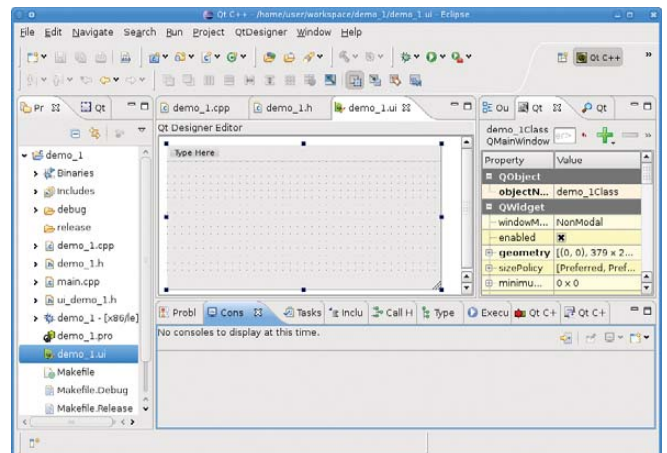 Qt C++ - /home/user/workspace/demo_1/demo_1.ui - Eclipse
File Edit Navigate Search Run Project QtDesigner Window Help
Qt C++ »
Pr Qt
demo_1.cpp demo_1.h demo_1.ui
Ou Qt Qt
Qt Designer Editor
Type Here
demo_1Class
QMainWindow
demo_1
Binaries
Includes
debug
release
demo_1.cpp
demo_1.h
main.cpp
ui_demo_1.h
demo_1 - [x86/le]
demo_1.pro
demo_1.ui
Makefile
Makefile.Debug
Makefile.Release
Property Value
QObject
objectN... demo_1Class
QWidget
windowM... NonModal
enabled
geometry [(0, 0), 379 x 2...
sizePolicy [Preferred, Pref...
minimu... 0 x 0
Probl Cons Tasks Inclu Call H Type Execu Qt C+ Qt C+
No consoles to display at this time.